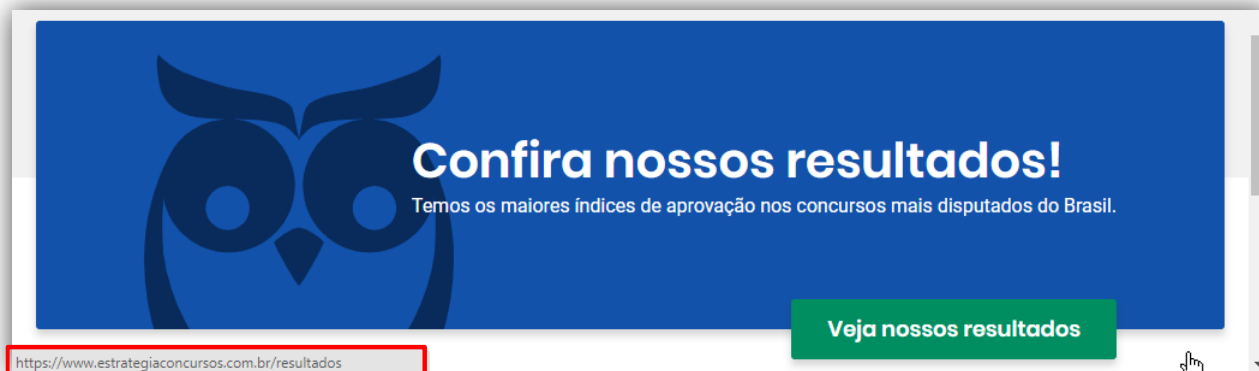 Confira nossos resultados!
Temos os maiores índices de aprovação nos concursos mais disputados do Brasil.
Veja nossos resultados
https://www.estrategiaconcursos.com.br/resultados